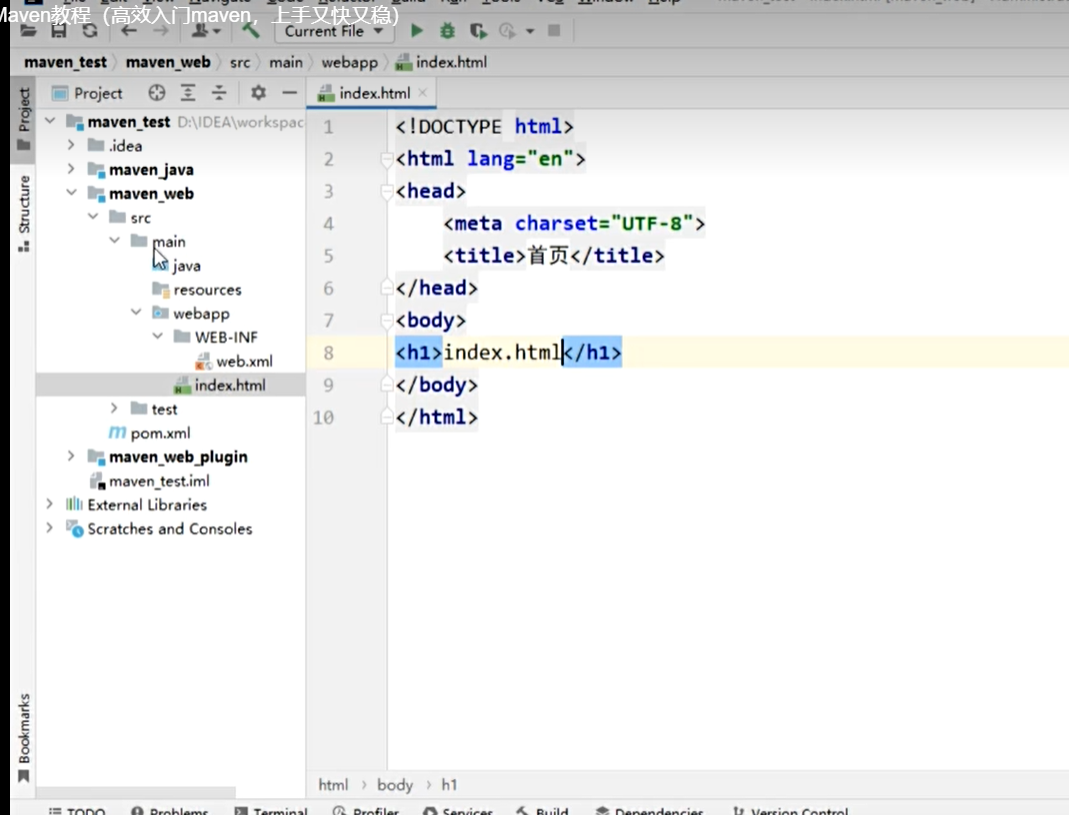 Maven教程（高效入门maven，上手又快又稳）
Current File
maven_test maven_web src main webapp index.html
Project
index.html
Project
Structure
Bookmarks
maven_test D:\IDEA\workspac
.idea
maven_java
maven_web
src
main
java
resources
webapp
WEB-INF
web.xml
index.html
test
pom.xml
maven_web_plugin
maven_test.iml
External Libraries
Scratches and Consoles
1 <!DOCTYPE html>
2 <html lang="en">
3 <head>
4 <meta charset="UTF-8">
5 <title>首页</title>
6 </head>
7 <body>
8 <h1>index.html</h1>
9 </body>
10 </html>
html body h1
TODO Problems Terminal Profiler Services Build Dependencies Version Control